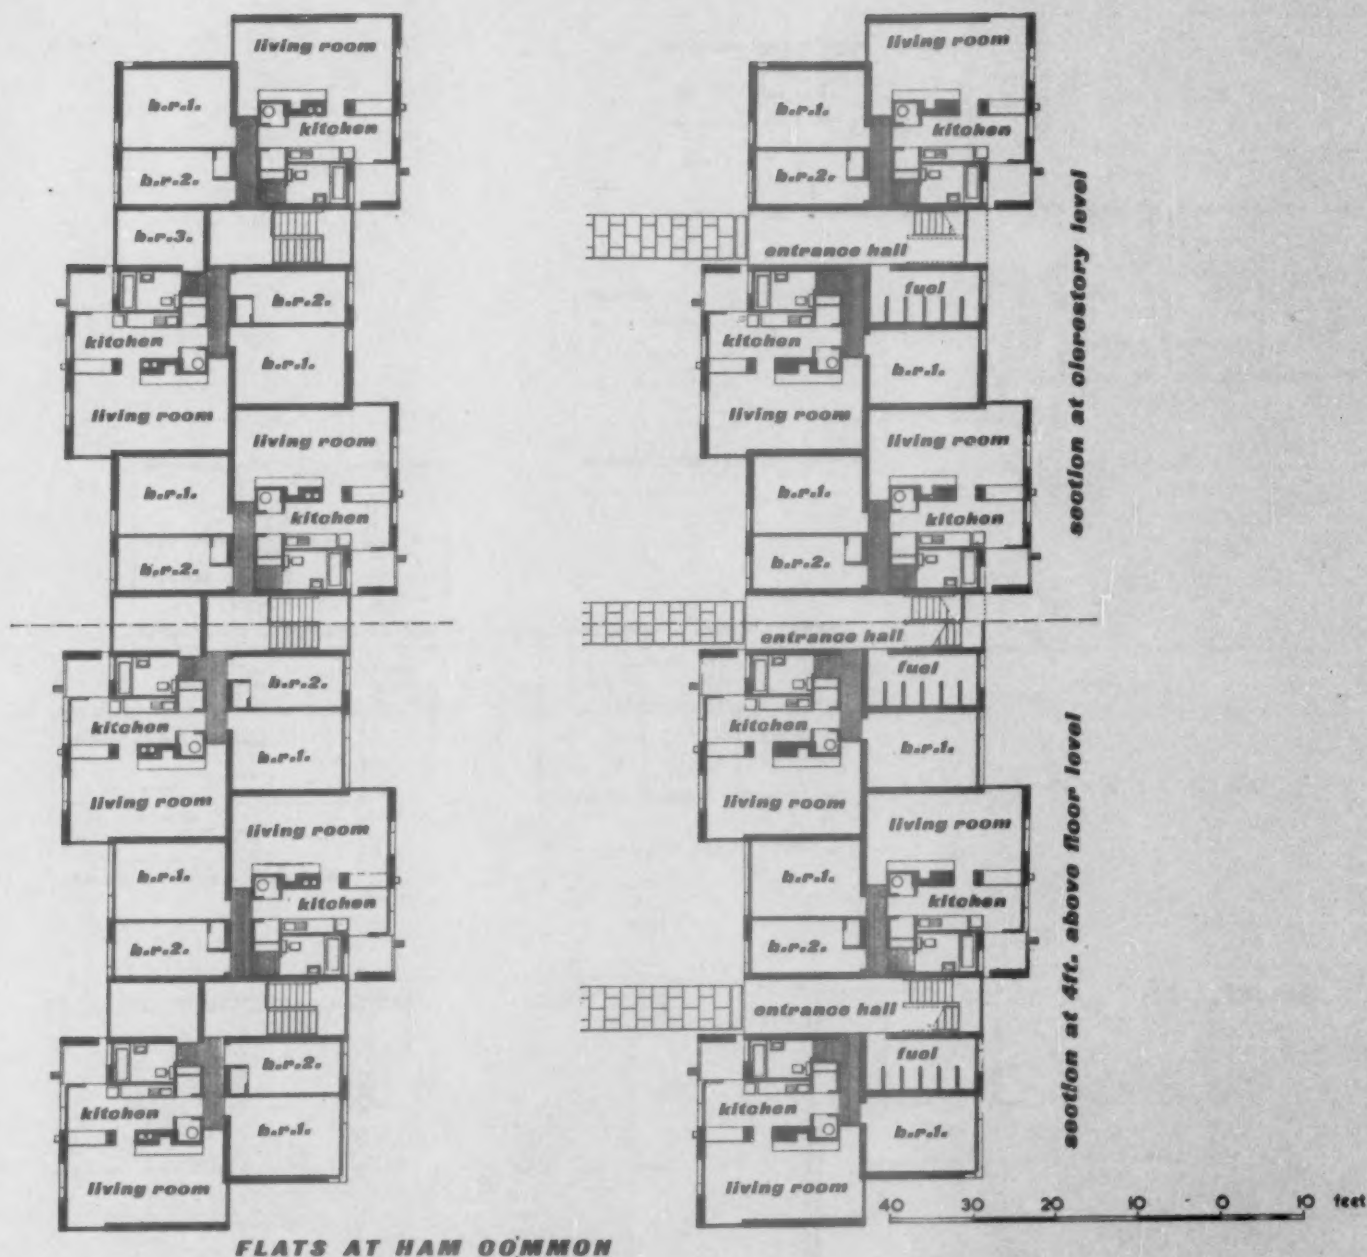 living room
b.r.1.
kitchen
b.r.2.
b.r.3.
b.r.2.
kitchen
b.r.1.
living room
living room
b.r.1.
kitchen
b.r.2.
b.r.2.
kitchen
b.r.1.
living room
living room
b.r.1.
kitchen
b.r.2.
b.r.2.
kitchen
b.r.1.
living room
living room
b.r.1.
kitchen
b.r.2.
entrance hall
fuel
kitchen
b.r.1.
living room
living room
b.r.1.
kitchen
b.r.2.
entrance hall
fuel
kitchen
b.r.1.
living room
living room
b.r.1.
kitchen
b.r.2.
entrance hall
fuel
kitchen
b.r.1.
living room
section at clerestory level
section at 4ft. above floor level
40 30 20 10 0 10 feet
FLATS AT HAM COMMON